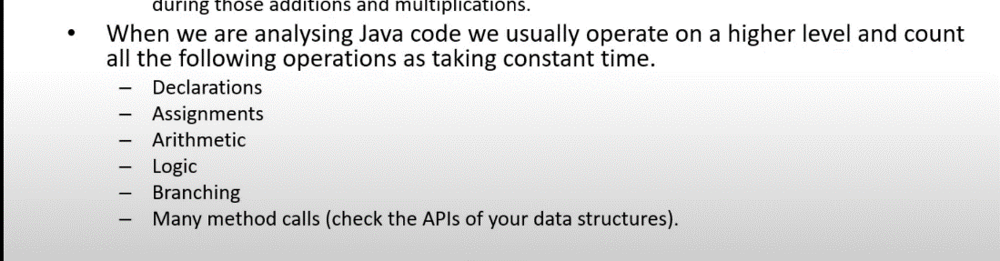 during those additions and multiplications.
• When we are analysing Java code we usually operate on a higher level and count
all the following operations as taking constant time.
– Declarations
– Assignments
– Arithmetic
– Logic
– Branching
– Many method calls (check the APIs of your data structures).